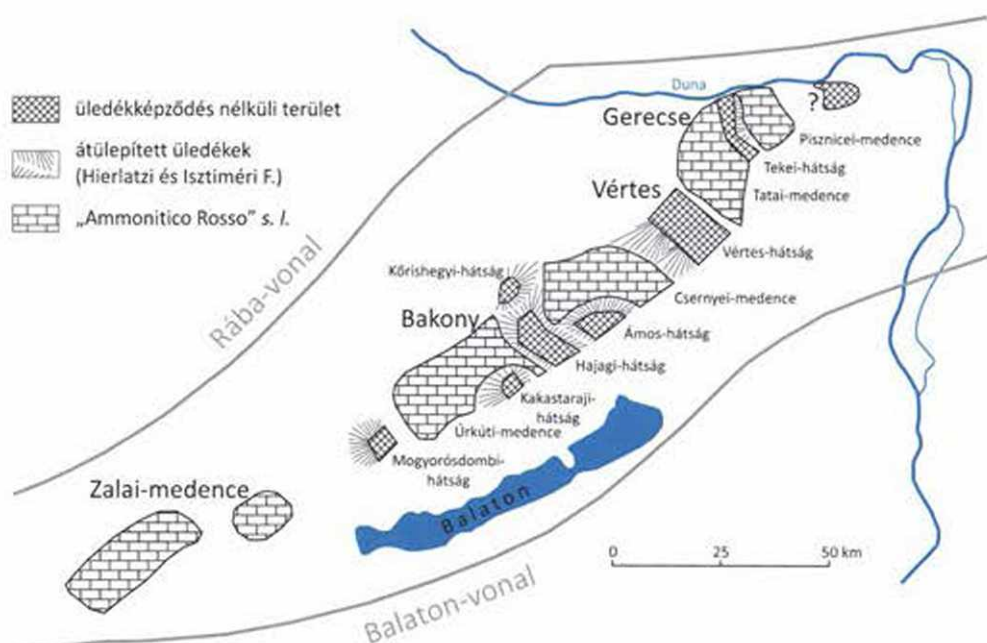 üledékképződés nélküli terület
átülepített üledékek
(Hierlatzi és Isztiméri F.)
„Ammonitico Rosso” s. l.
Duna
Gerecse
?
Pisznicei-medence
Tekei-hátság
Tatai-medence
Vértes
Vértes-hátság
Rába-vonal
Kőrishegyi-hátság
Csernyei-medence
Bakony
Ámos-hátság
Hajagi-hátság
Kakastaraji-
hátság
Úrkúti-medence
Mogyorósdombi-
hátság
Zalai-medence
Balaton
0 25 50 km
Balaton-vonal